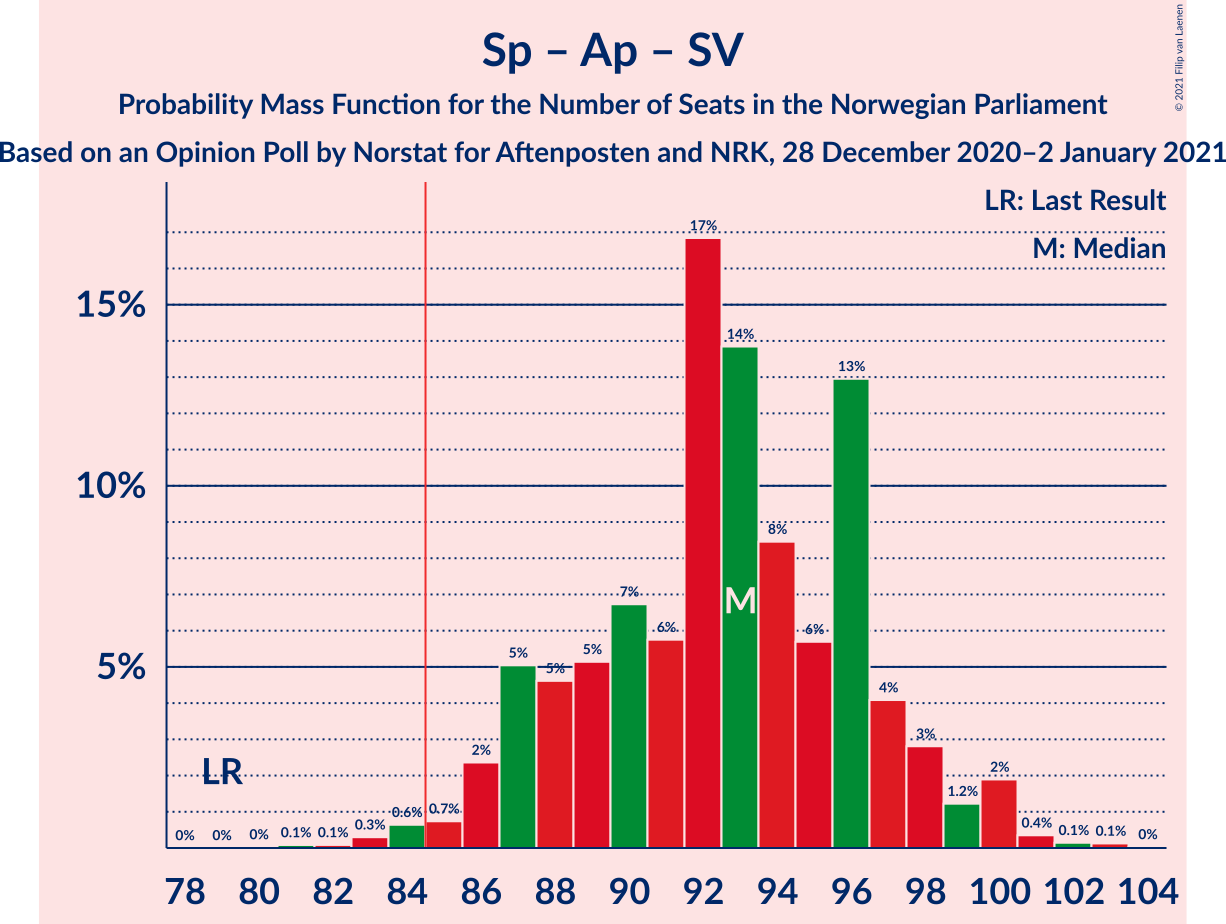 Sp – Ap – SV
Probability Mass Function for the Number of Seats in the Norwegian Parliament
Based on an Opinion Poll by Norstat for Aftenposten and NRK, 28 December 2020–2 January 2021
© 2021 Filip van Laenen
LR: Last Result
M: Median
15%
10%
5%
LR
M
0% 0% 0% 0.1% 0.1% 0.3% 0.6% 0.7% 2% 5% 5% 5% 7% 6% 17% 14% 8% 6% 13% 4% 3% 1.2% 2% 0.4% 0.1% 0.1% 0%
78 80 82 84 86 88 90 92 94 96 98 100 102 104